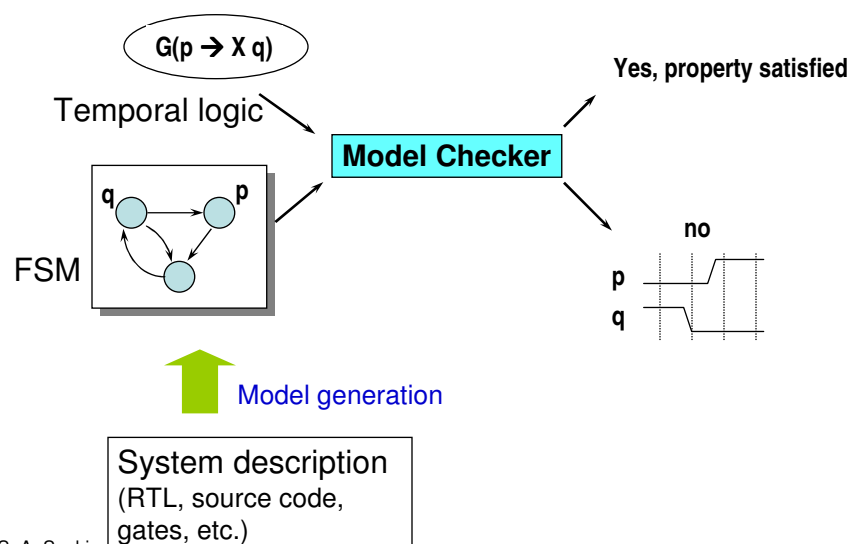 G(p → X q)
Temporal logic
Yes, property satisfied
Model Checker
q
p
FSM
no
p
q
Model generation
System description
(RTL, source code,
gates, etc.)